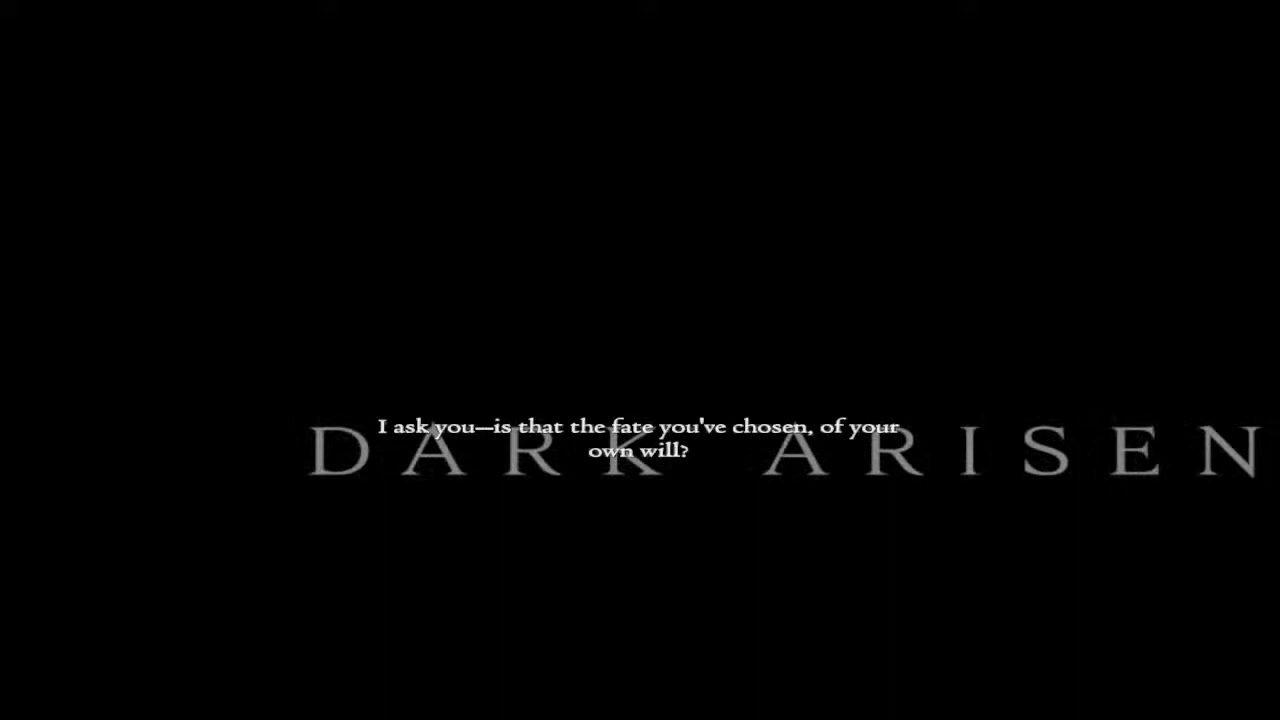 I ask you—is that the fate you've chosen, of your
own will?
DARK ARISEN